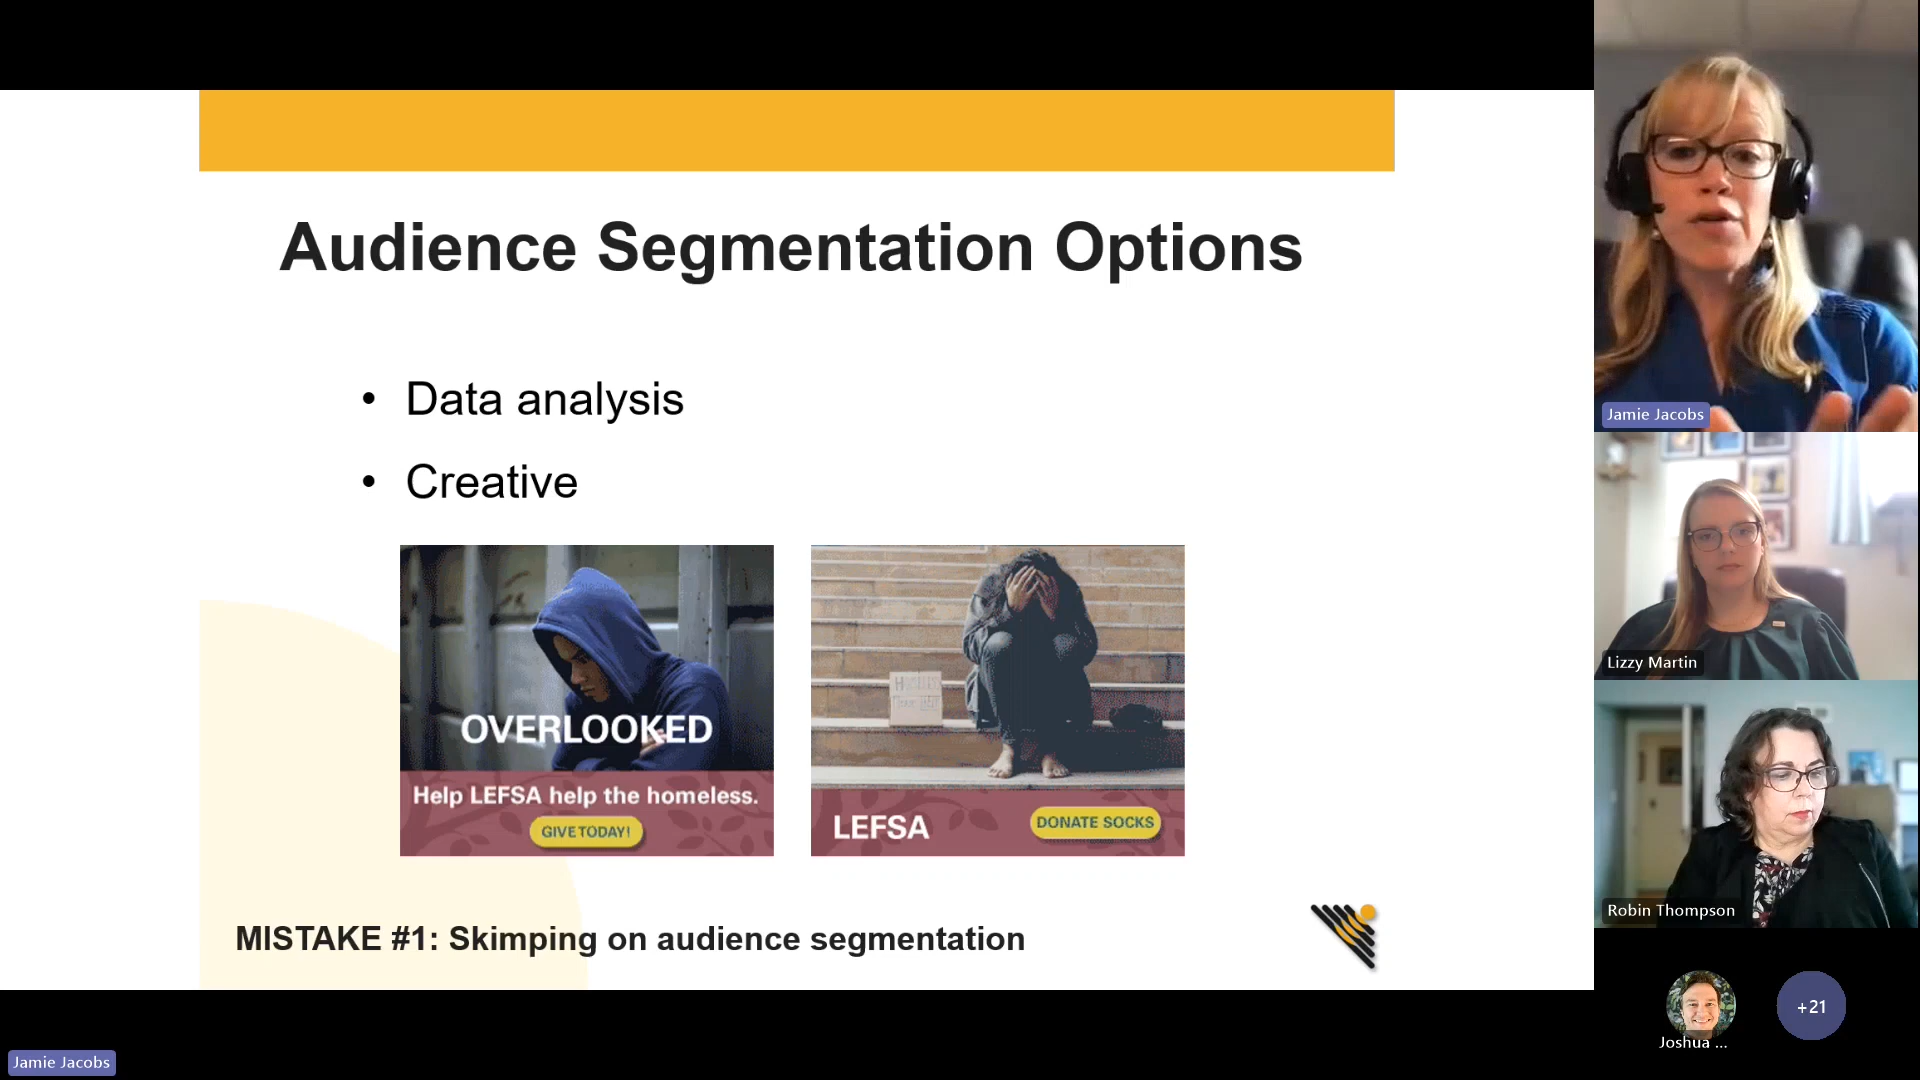 Audience Segmentation Options
• Data analysis
• Creative
OVERLOOKED
Help LEFSA help the homeless.
GIVE TODAY!
LEFSA
DONATE SOCKS
MISTAKE #1: Skimping on audience segmentation
Jamie Jacobs
Lizzy Martin
Robin Thompson
Joshua ...
+21
Jamie Jacobs